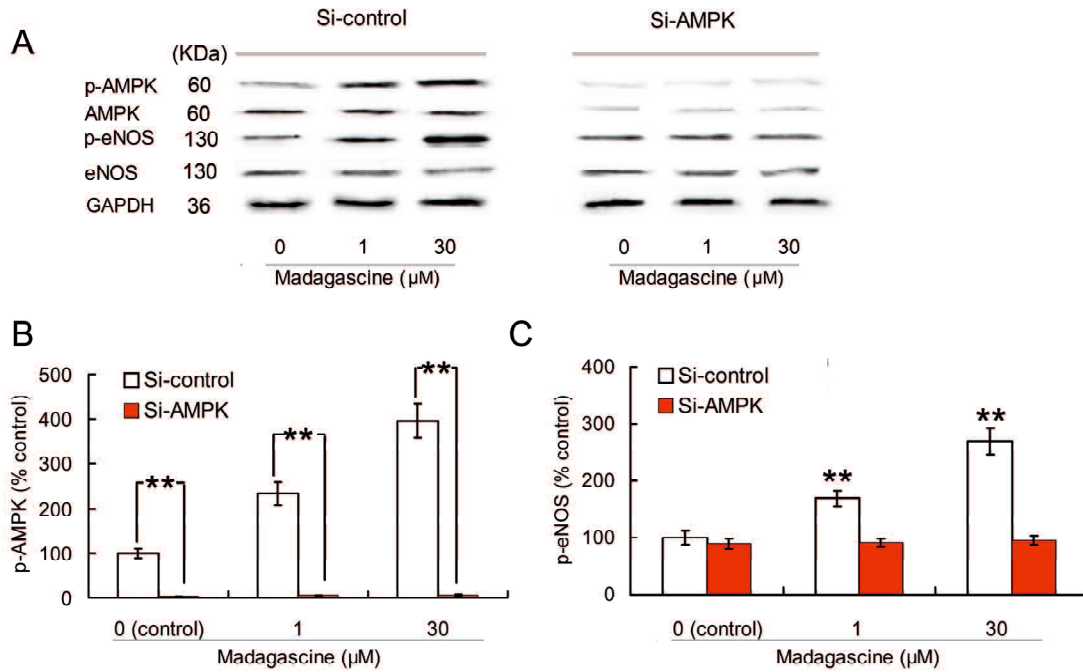 A
Si-control
Si-AMPK
(KDa)
p-AMPK 60
AMPK 60
p-eNOS 130
eNOS 130
GAPDH 36
0 1 30
Madagascine (μM)
0 1 30
Madagascine (μM)
B
Si-control
Si-AMPK
p-AMPK (% control)
500
400
300
200
100
0
**
**
**
0 (control) 1 30
Madagascine (μM)
C
Si-control
Si-AMPK
p-eNOS (% control)
400
300
200
100
0
**
**
0 (control) 1 30
Madagascine (μM)